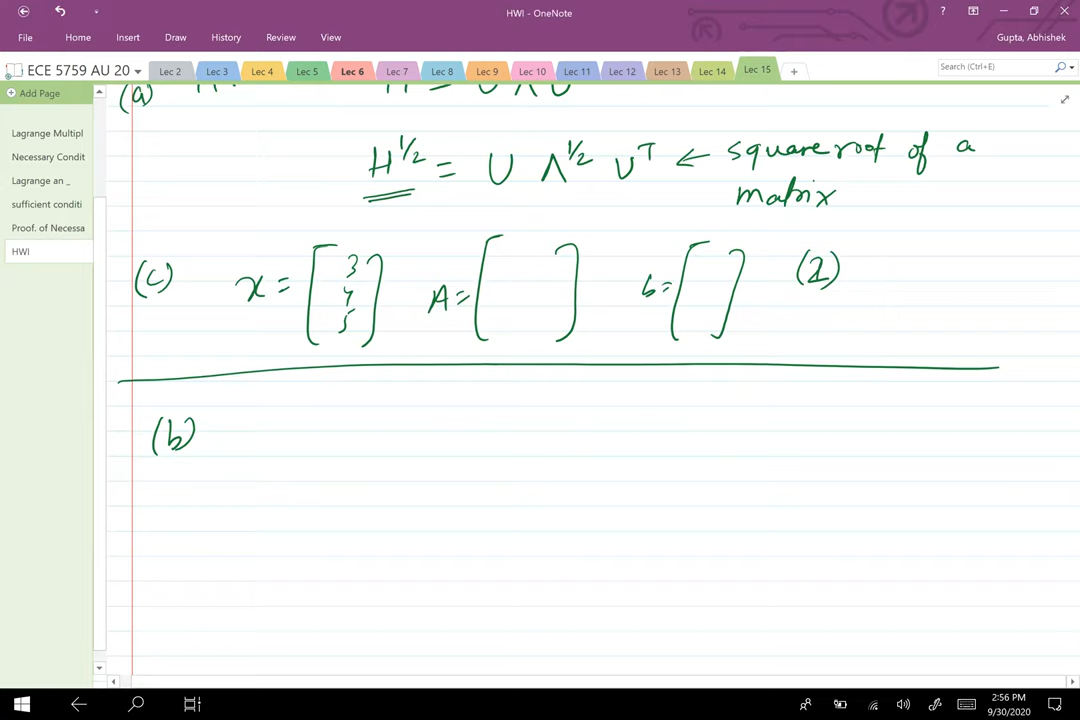 HWI - OneNote
File Home Insert Draw History Review View
Gupta, Abhishek
ECE 5759 AU 20
Lec 2 Lec 3 Lec 4 Lec 5 Lec 6 Lec 7 Lec 8 Lec 9 Lec 10 Lec 11 Lec 12 Lec 13 Lec 14 Lec 15
Search (Ctrl+E)
Add Page
Lagrange Multipl
Necessary Condit
Lagrange an _
sufficient conditi
Proof. of Necessa
HWI
(a)
H^1/2 = U Λ^1/2 U^T ← square root of a
matrix
(c) x = [3 4 5] A = [ ] b = [ ] (2)
(b)
2:56 PM
9/30/2020